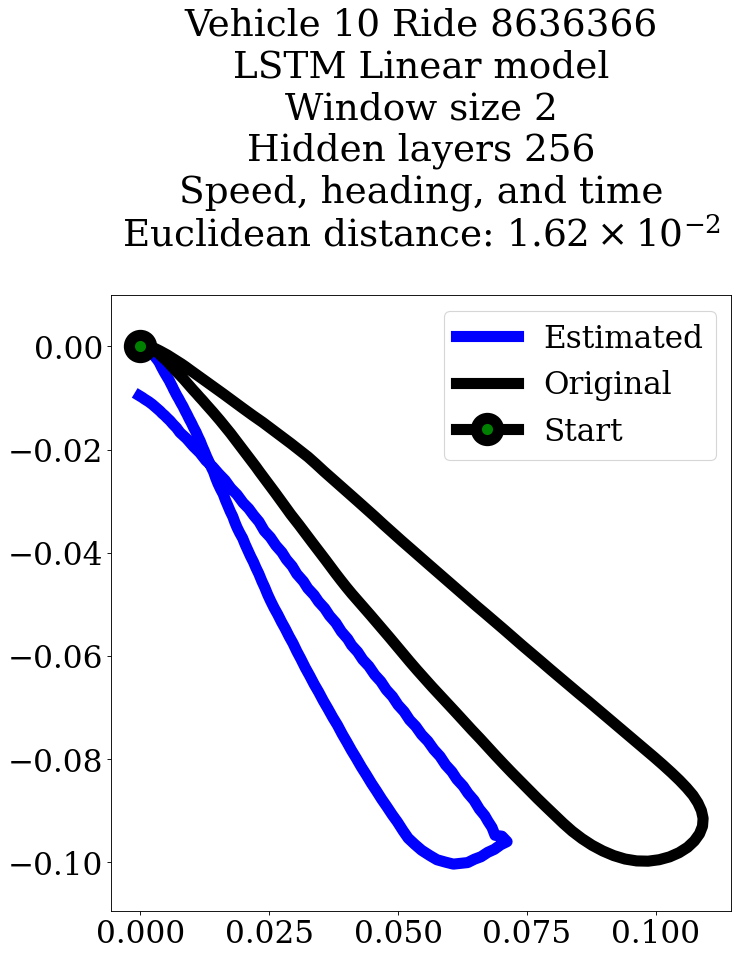 Vehicle 10 Ride 8636366
LSTM Linear model
Window size 2
Hidden layers 256
Speed, heading, and time
Euclidean distance: 1.62 × 10⁻²
Estimated
Original
Start
0.00
−0.02
−0.04
−0.06
−0.08
−0.10
0.000 0.025 0.050 0.075 0.100